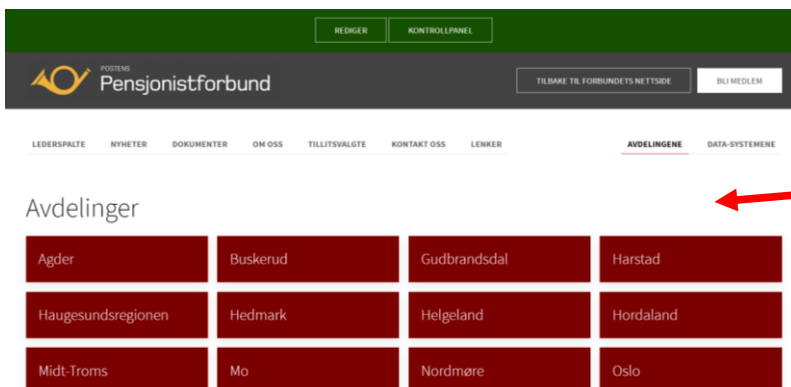 REDIGER KONTROLLPANEL
POSTENS
Pensjonistforbund
TILBAKE TIL FORBUNDETS NETTSIDE BLI MEDLEM
LEDERSPALTE NYHETER DOKUMENTER OM OSS TILLITSVALGTE KONTAKT OSS LENKER AVDELINGENE DATA-SYSTEMENE
Avdelinger
Agder Buskerud Gudbrandsdal Harstad
Haugesundsregionen Hedmark Helgeland Hordaland
Midt-Troms Mo Nordmøre Oslo